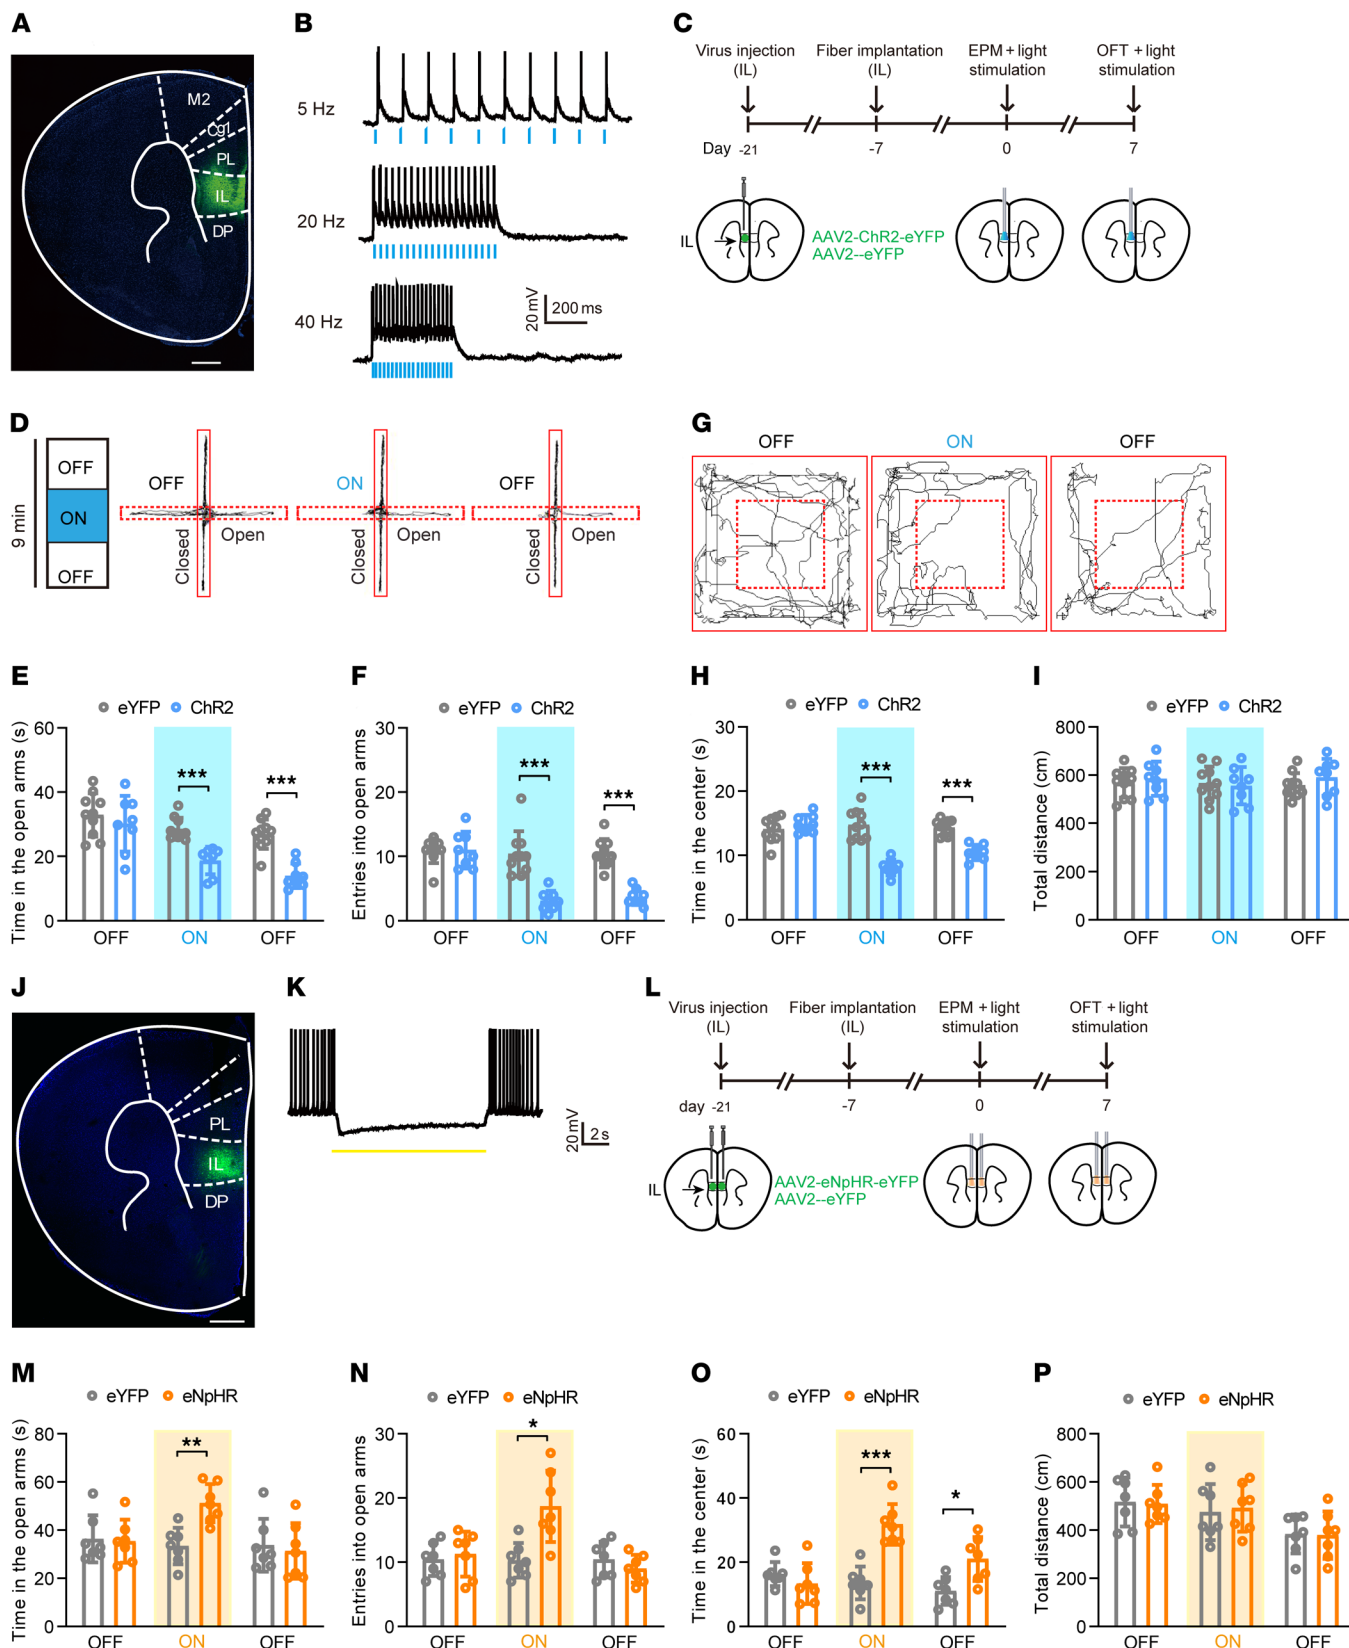 A
M2
Cg1
PL
IL
DP
B
5 Hz
20 Hz
40 Hz
20 mV
200 ms
C
Virus injection (IL)
Fiber implantation (IL)
EPM + light stimulation
OFT + light stimulation
Day -21 -7 0 7
IL
AAV2-ChR2-eYFP
AAV2--eYFP
D
9 min
OFF
ON
OFF
OFF
Closed
Open
ON
Closed
Open
OFF
Closed
Open
G
OFF
ON
OFF
E
eYFP ChR2
Time in the open arms (s)
60
40
20
0
***
***
OFF ON OFF
F
eYFP ChR2
Entries into open arms
30
20
10
0
***
***
OFF ON OFF
H
eYFP ChR2
Time in the center (s)
30
20
10
0
***
***
OFF ON OFF
I
eYFP ChR2
Total distance (cm)
800
600
400
200
0
OFF ON OFF
J
PL
IL
DP
K
20 mV
2 s
L
Virus injection (IL)
Fiber implantation (IL)
EPM + light stimulation
OFT + light stimulation
day -21 -7 0 7
IL
AAV2-eNpHR-eYFP
AAV2--eYFP
M
eYFP eNpHR
Time in the open arms (s)
80
60
40
20
0
**
OFF ON OFF
N
eYFP eNpHR
Entries into open arms
30
20
10
0
*
OFF ON OFF
O
eYFP eNpHR
Time in the center (s)
60
40
20
0
***
*
OFF ON OFF
P
eYFP eNpHR
Total distance (cm)
800
600
400
200
0
OFF ON OFF